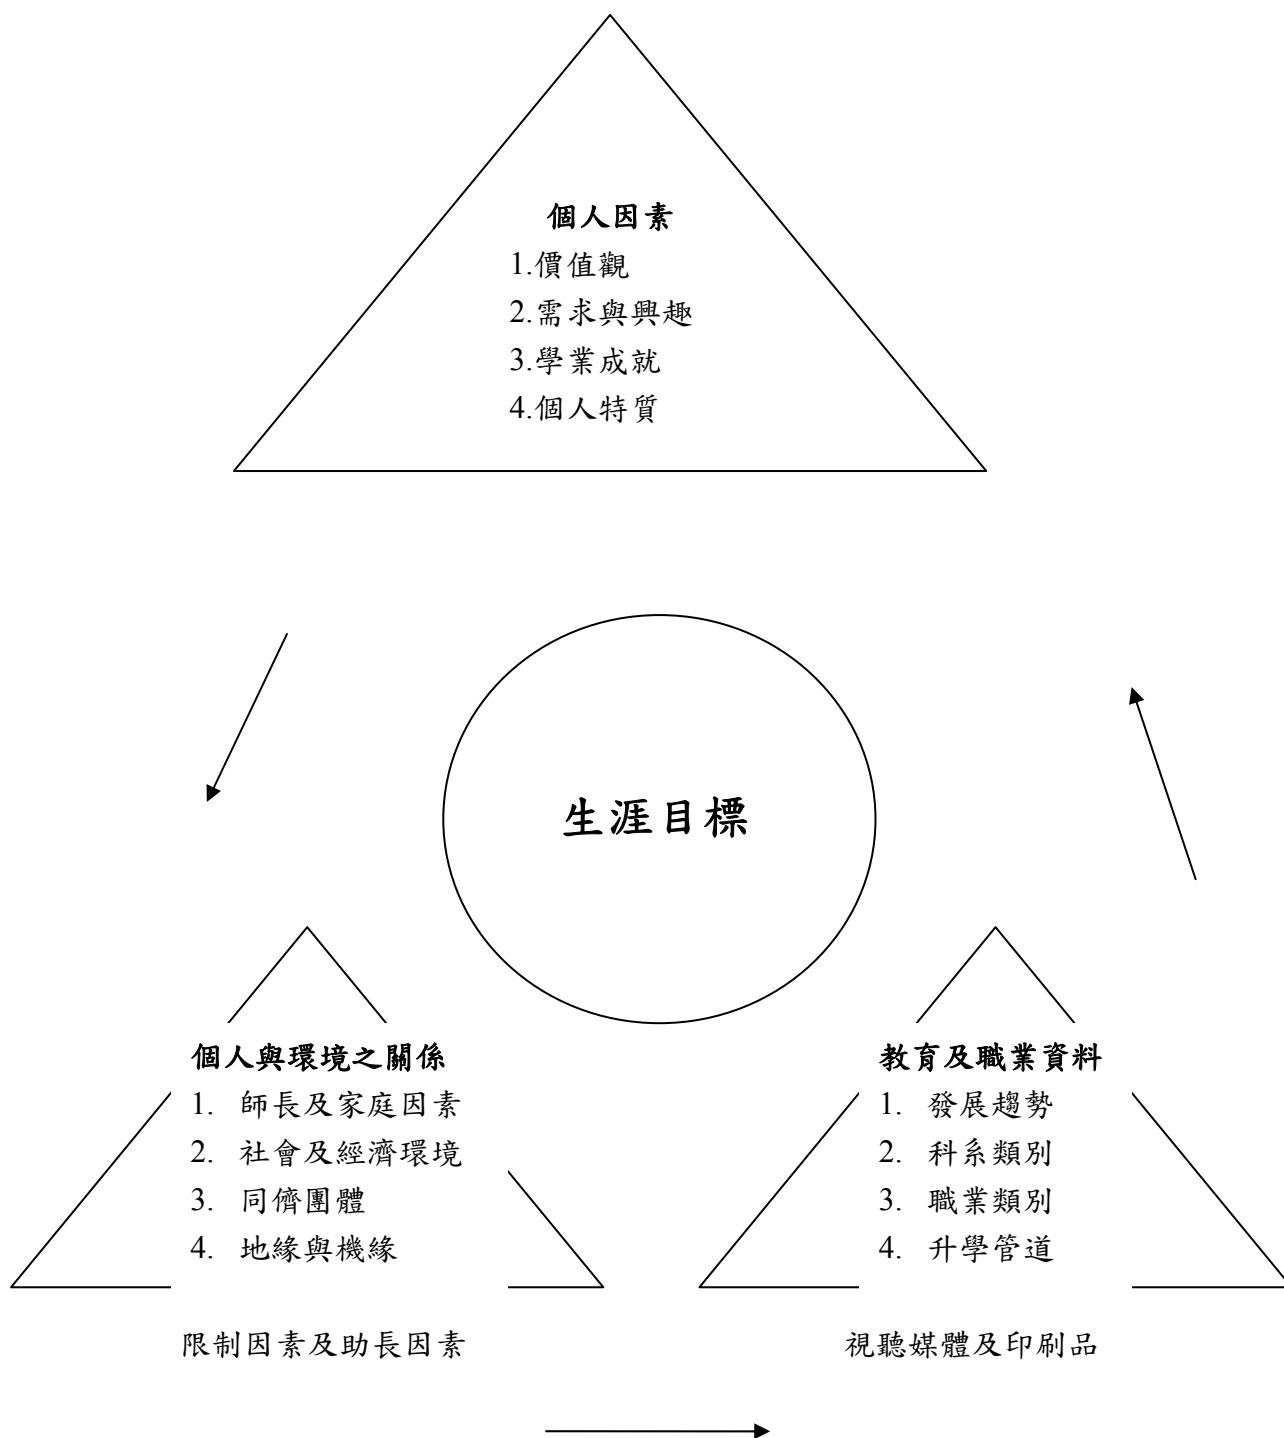 個人因素
1.價值觀
2.需求與興趣
3.學業成就
4.個人特質
生涯目標
個人與環境之關係
1. 師長及家庭因素
2. 社會及經濟環境
3. 同儕團體
4. 地緣與機緣
限制因素及助長因素
教育及職業資料
1. 發展趨勢
2. 科系類別
3. 職業類別
4. 升學管道
視聽媒體及印刷品